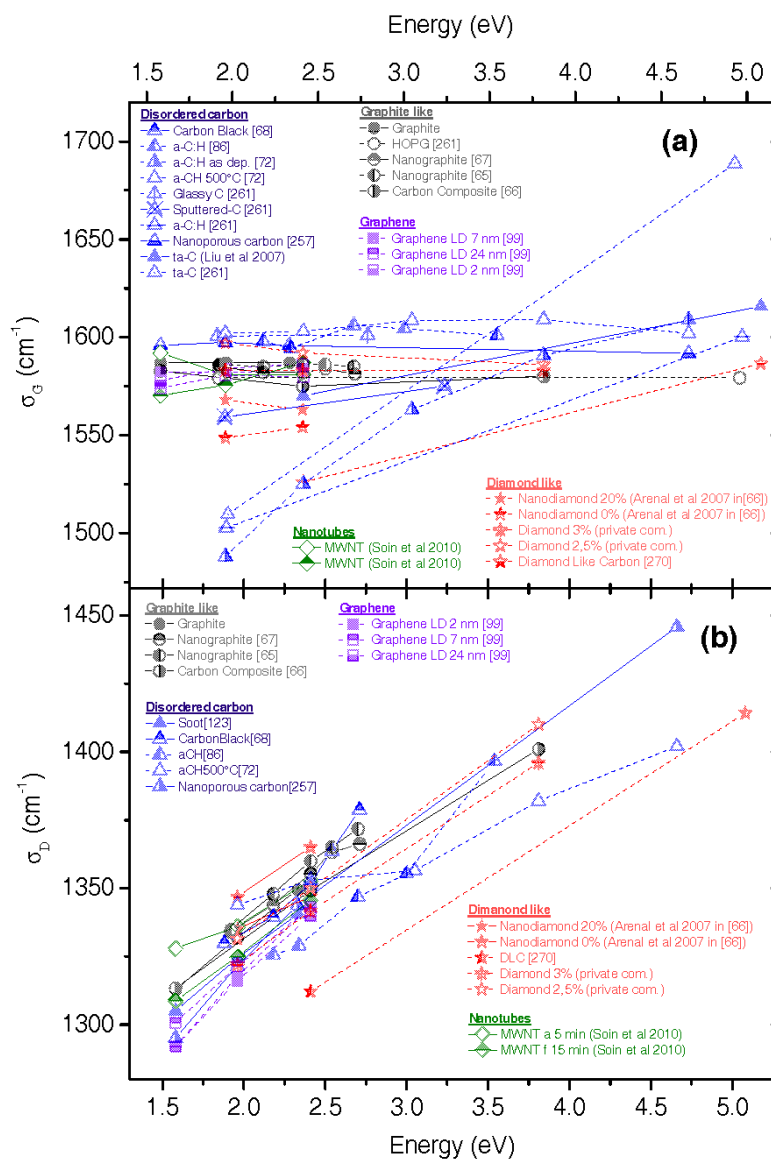 Energy (eV)
1.5 2.0 2.5 3.0 3.5 4.0 4.5 5.0
(a)
σG (cm-1)
1700
1650
1600
1550
1500
Disordered carbon
Carbon Black [68]
a-C:H [86]
a-C:H as dep. [72]
a-CH 500°C [72]
Glassy C [261]
Sputtered-C [261]
a-C:H [261]
Nanoporous carbon [257]
ta-C (Liu et al 2007)
ta-C [261]
Graphite like
Graphite
HOPG [261]
Nanographite [67]
Nanographite [65]
Carbon Composite [66]
Graphene
Graphene LD 7 nm [99]
Graphene LD 24 nm [99]
Graphene LD 2 nm [99]
Nanotubes
MWNT (Soin et al 2010)
MWNT (Soin et al 2010)
Diamond like
Nanodiamond 20% (Arenal et al 2007 in[66])
Nanodiamond 0% (Arenal et al 2007 in [66])
Diamond 3% (private com.)
Diamond 2,5% (private com.)
Diamond Like Carbon [270]
(b)
σD (cm-1)
1450
1400
1350
1300
Graphite like
Graphite
Nanographite [67]
Nanographite [65]
Carbon Composite [66]
Graphene
Graphene LD 2 nm [99]
Graphene LD 7 nm [99]
Graphene LD 24 nm [99]
Disordered carbon
Soot[123]
CarbonBlack[68]
aCH[86]
aCH500°C[72]
Nanoporous carbon[257]
Dimanond like
Nanodiamond 20% (Arenal et al 2007 in [66])
Nanodiamond 0% (Arenal et al 2007 in [66])
DLC [270]
Diamond 3% (private com.)
Diamond 2,5% (private com.)
Nanotubes
MWNT a 5 min (Soin et al 2010)
MWNT f 15 min (Soin et al 2010)
1.5 2.0 2.5 3.0 3.5 4.0 4.5 5.0
Energy (eV)